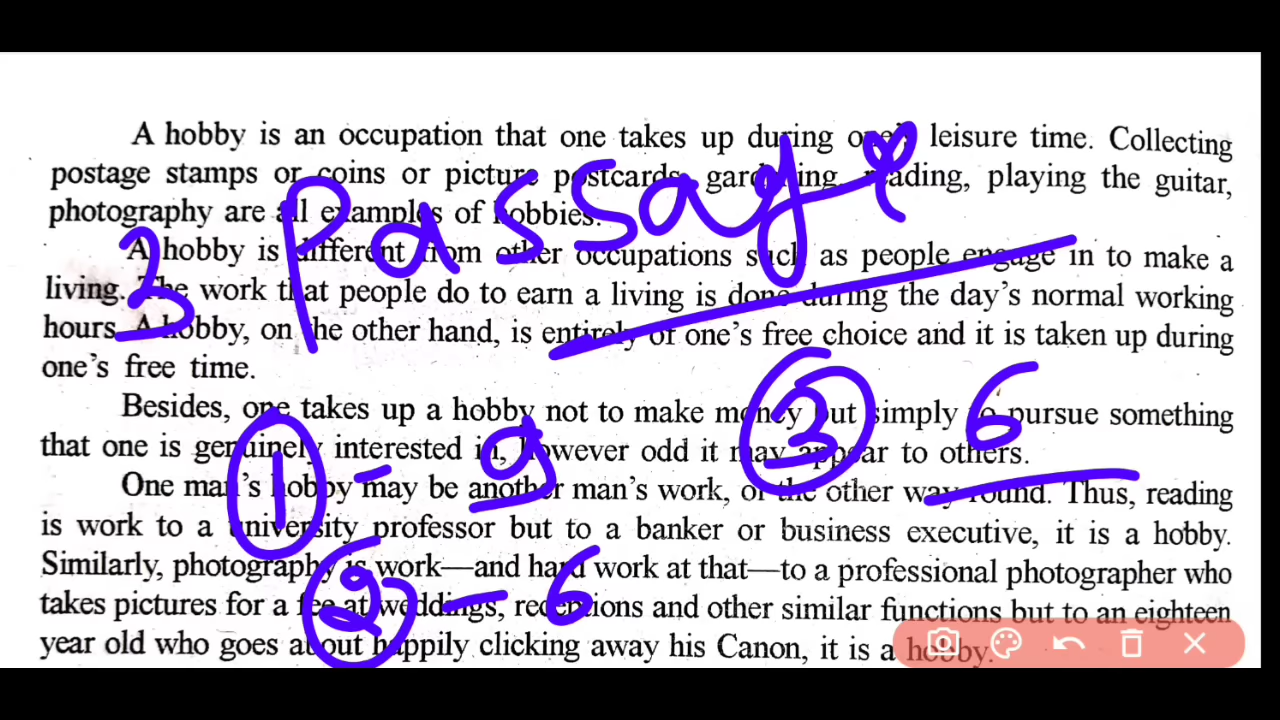 A hobby is an occupation that one takes up during one's leisure time. Collecting
postage stamps or coins or picture postcards, gardening, reading, playing the guitar,
photography are all examples of hobbies.
A hobby is different from other occupations such as people engage in to make a
living. The work that people do to earn a living is done during the day's normal working
hours. A hobby, on the other hand, is entirely of one's free choice and it is taken up during
one's free time.
Besides, one takes up a hobby not to make money but simply to pursue something
that one is genuinely interested in, however odd it may appear to others.
One man's hobby may be another man's work, or the other way round. Thus, reading
is work to a university professor but to a banker or business executive, it is a hobby.
Similarly, photography is work—and hard work at that—to a professional photographer who
takes pictures for a fee at weddings, receptions and other similar functions but to an eighteen
year old who goes about happily clicking away his Canon, it is a hobby.
3 Passage
1 - 9
2 - 6
3 6